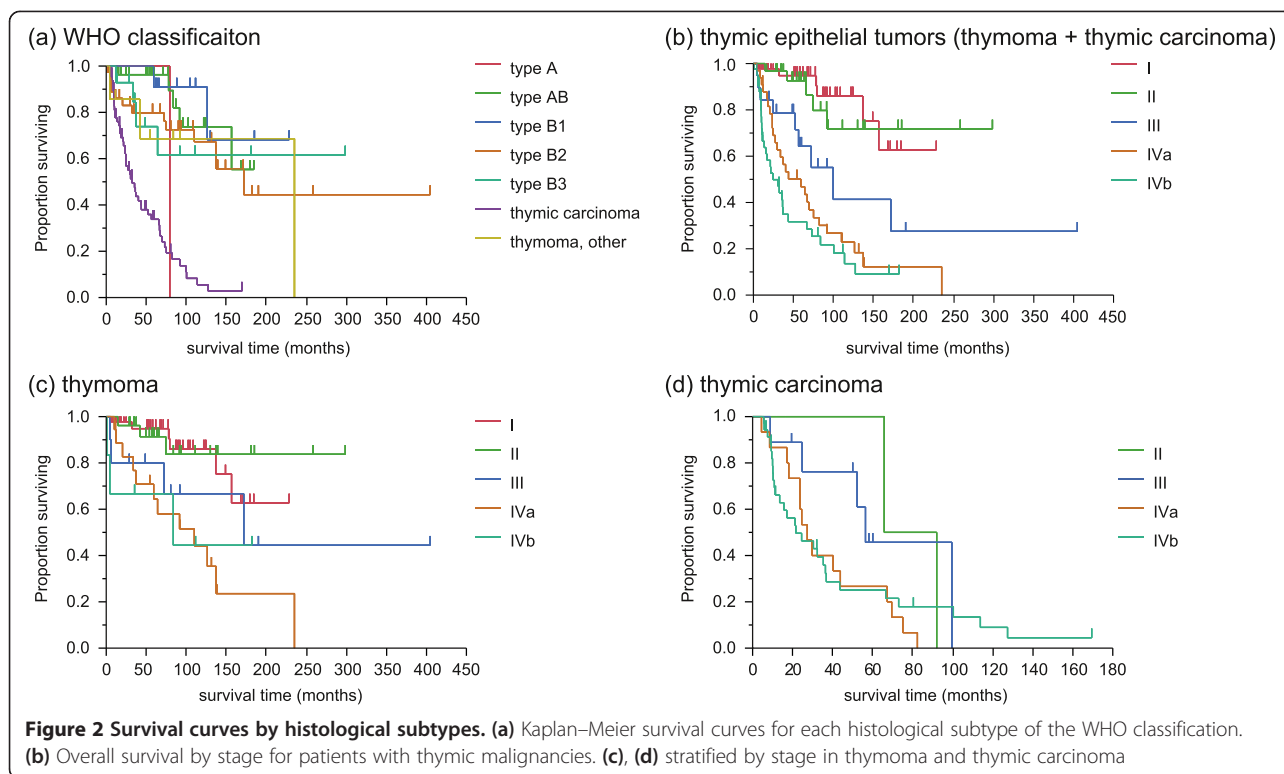 (a) WHO classificaiton
Proportion surviving
1.0
0.8
0.6
0.4
0.2
0.0
0 50 100 150 200 250 300 350 400 450
survival time (months)
type A
type AB
type B1
type B2
type B3
thymic carcinoma
thymoma, other
(b) thymic epithelial tumors (thymoma + thymic carcinoma)
Proportion surviving
1.0
0.8
0.6
0.4
0.2
0.0
0 50 100 150 200 250 300 350 400 450
survival time (months)
I
II
III
IVa
IVb
(c) thymoma
Proportion surviving
1.0
0.8
0.6
0.4
0.2
0.0
0 50 100 150 200 250 300 350 400 450
survival time (months)
I
II
III
IVa
IVb
(d) thymic carcinoma
Proportion surviving
1.0
0.8
0.6
0.4
0.2
0.0
0 20 40 60 80 100 120 140 160 180
survival time (months)
II
III
IVa
IVb
Figure 2 Survival curves by histological subtypes. (a) Kaplan–Meier survival curves for each histological subtype of the WHO classification.
(b) Overall survival by stage for patients with thymic malignancies. (c), (d) stratified by stage in thymoma and thymic carcinoma